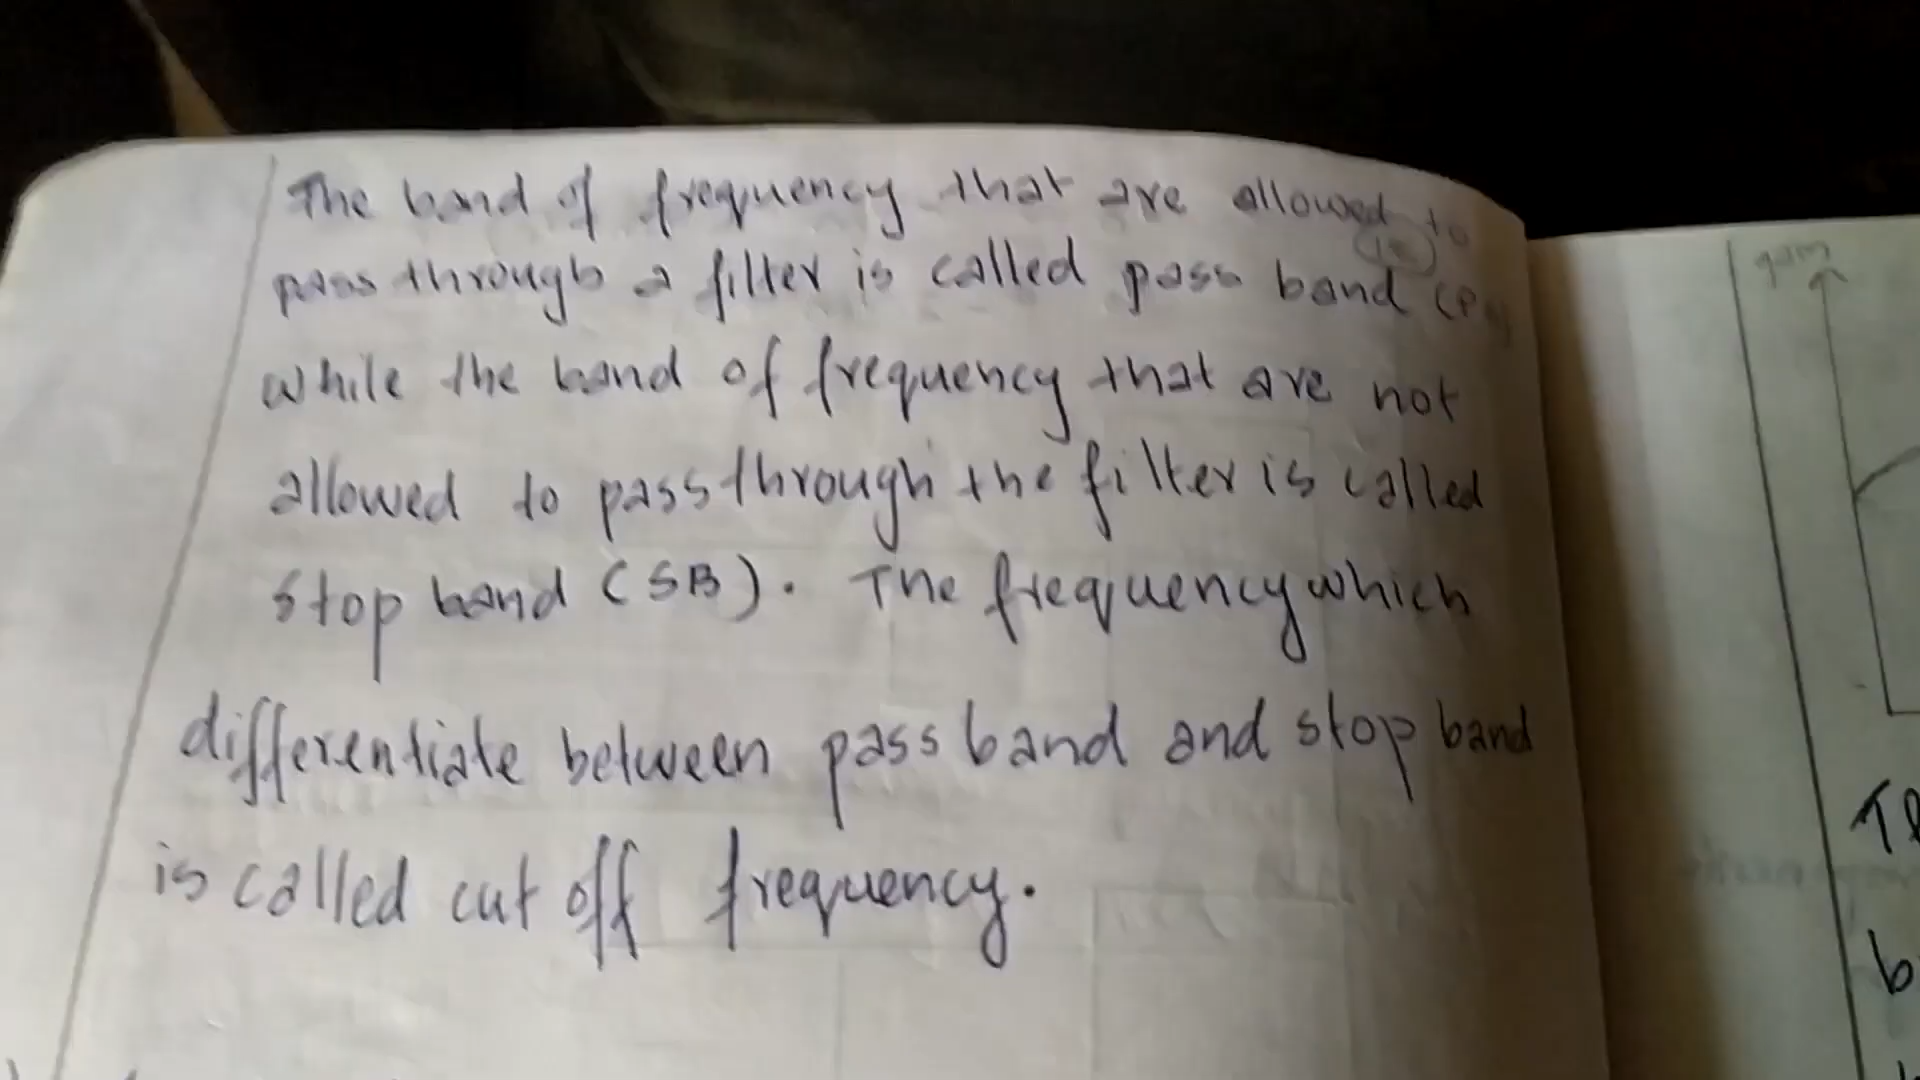 The band of frequency that are allowed to
pass through a filter is called pass band (P
while the band of frequency that are not
allowed to pass through the filter is called
stop band (SB). The frequency which
differentiate between pass band and stop band
is called cut off frequency.
gain